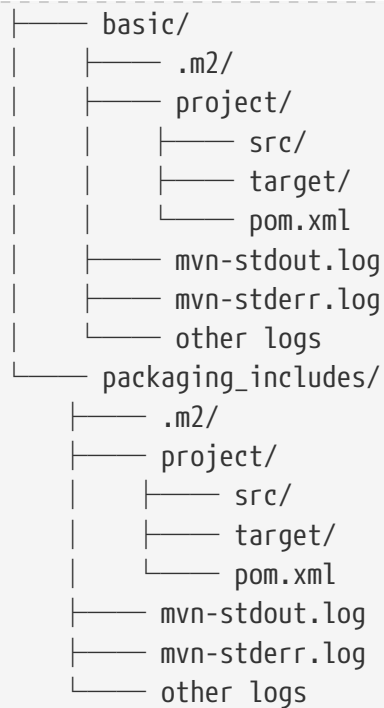 ├──── basic/
│     ├──── .m2/
│     ├──── project/
│     │     ├──── src/
│     │     ├──── target/
│     │     └──── pom.xml
│     ├──── mvn-stdout.log
│     ├──── mvn-stderr.log
│     └──── other logs
└──── packaging_includes/
      ├──── .m2/
      ├──── project/
      │     ├──── src/
      │     ├──── target/
      │     └──── pom.xml
      ├──── mvn-stdout.log
      ├──── mvn-stderr.log
      └──── other logs